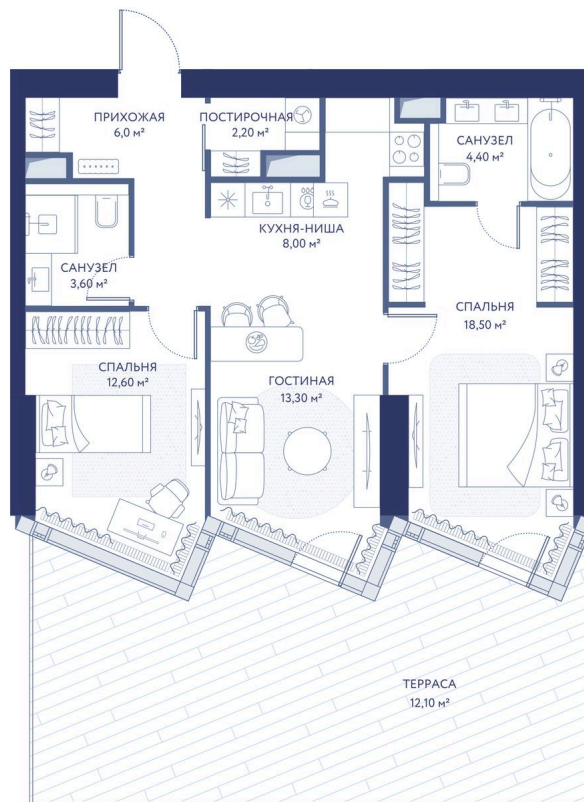 ПРИХОЖАЯ
6,0 м²
ПОСТИРОЧНАЯ
2,20 м²
САНУЗЕЛ
4,40 м²
КУХНЯ-НИША
8,00 м²
САНУЗЕЛ
3,60 м²
СПАЛЬНЯ
18,50 м²
СПАЛЬНЯ
12,60 м²
ГОСТИНАЯ
13,30 м²
ТЕРРАСА
12,10 м²